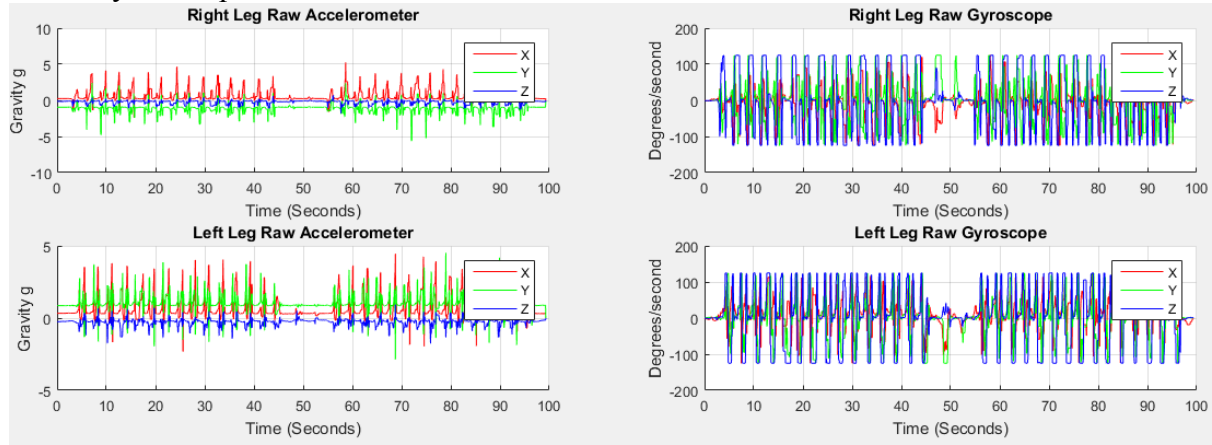 Right Leg Raw Accelerometer
10
5
0
-5
-10
Gravity g
0 10 20 30 40 50 60 70 80 90 100
Time (Seconds)
X
Y
Z
Right Leg Raw Gyroscope
200
100
0
-100
-200
Degrees/second
0 10 20 30 40 50 60 70 80 90 100
Time (Seconds)
X
Y
Z
Left Leg Raw Accelerometer
5
0
-5
Gravity g
0 10 20 30 40 50 60 70 80 90 100
Time (Seconds)
X
Y
Z
Left Leg Raw Gyroscope
200
100
0
-100
-200
Degrees/second
0 10 20 30 40 50 60 70 80 90 100
Time (Seconds)
X
Y
Z